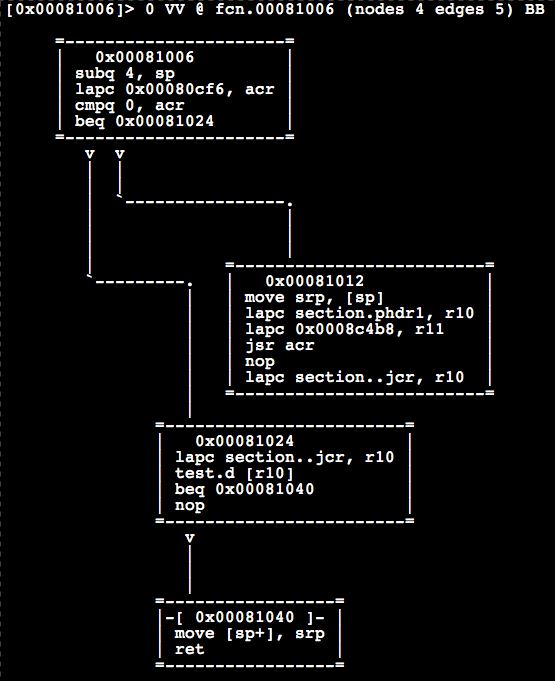 [0x00081006]> 0 VV @ fcn.00081006 (nodes 4 edges 5) BB
0x00081006
subq 4, sp
lapc 0x00080cf6, acr
cmpq 0, acr
beq 0x00081024
v v
0x00081012
move srp, [sp]
lapc section.phdr1, r10
lapc 0x0008c4b8, r11
jsr acr
nop
lapc section..jcr, r10
0x00081024
lapc section..jcr, r10
test.d [r10]
beq 0x00081040
nop
v
-[ 0x00081040 ]-
move [sp+], srp
ret